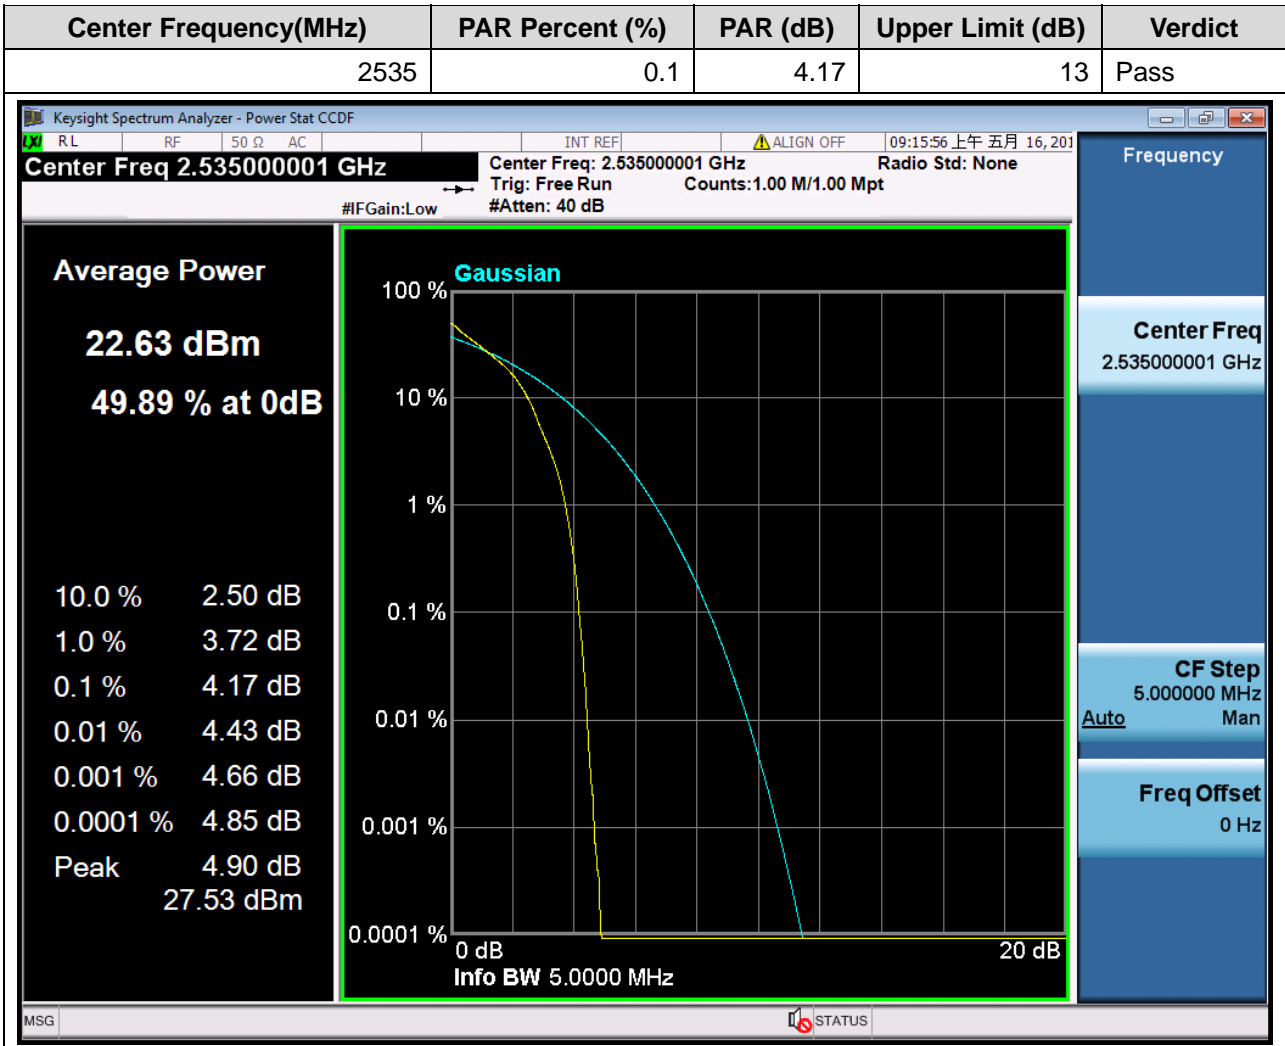 Center Frequency(MHz) PAR Percent (%) PAR (dB) Upper Limit (dB) Verdict
2535 0.1 4.17 13 Pass
Keysight Spectrum Analyzer - Power Stat CCDF
LXI RL RF 50 Ω AC INT REF ALIGN OFF 09:15:56 上午 五月 16, 201
Center Freq 2.535000001 GHz
#IFGain:Low
Center Freq: 2.535000001 GHz Radio Std: None
Trig: Free Run Counts:1.00 M/1.00 Mpt
#Atten: 40 dB
Average Power
22.63 dBm
49.89 % at 0dB
10.0 % 2.50 dB
1.0 % 3.72 dB
0.1 % 4.17 dB
0.01 % 4.43 dB
0.001 % 4.66 dB
0.0001 % 4.85 dB
Peak 4.90 dB
27.53 dBm
Gaussian
100 %
10 %
1 %
0.1 %
0.01 %
0.001 %
0.0001 %
0 dB 20 dB
Info BW 5.0000 MHz
Frequency
Center Freq
2.535000001 GHz
CF Step
5.000000 MHz
Auto Man
Freq Offset
0 Hz
MSG STATUS